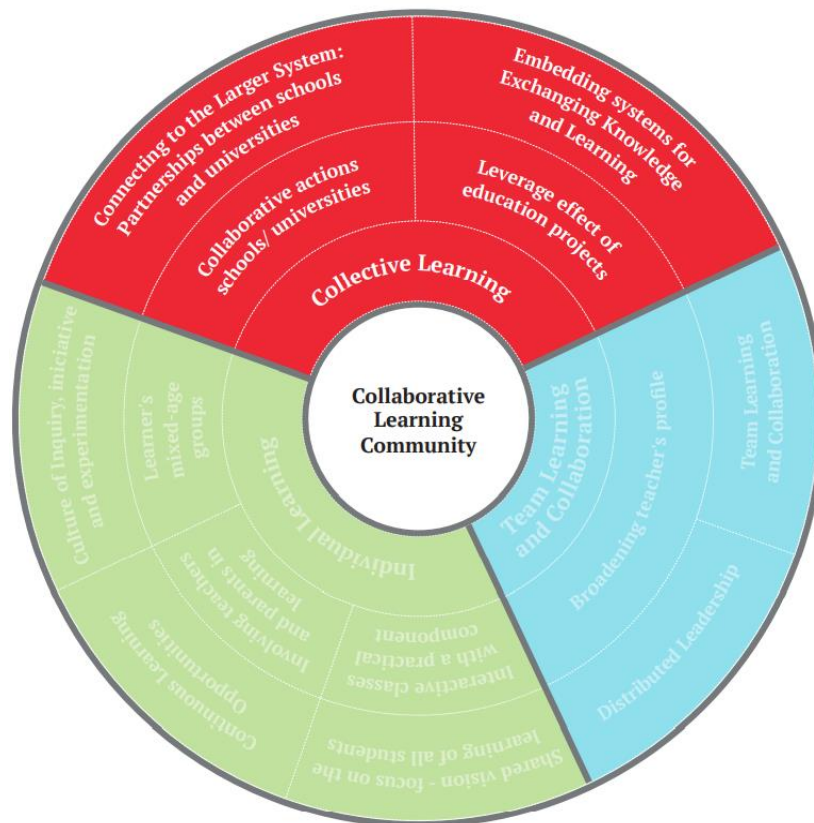 Connecting to the Larger System:
Partnerships between schools
and universities
Embedding systems for
Exchanging Knowledge
and Learning
Collaborative actions
schools/ universities
Leverage effect of
education projects
Collective Learning
Collaborative
Learning
Community
Team Learning
and Collaboration
Broadening teacher's profile
Team Learning
and Collaboration
Distributed Leadership
Individual Learning
Learner's
mixed-age
groups
Culture of Inquiry, iniciative
and experimentation
Involving teachers
and parents in
learning
Continuous Learning
Opportunities
Interactive classes
with a practical
component
Shared vision - focus on the
learning of all students